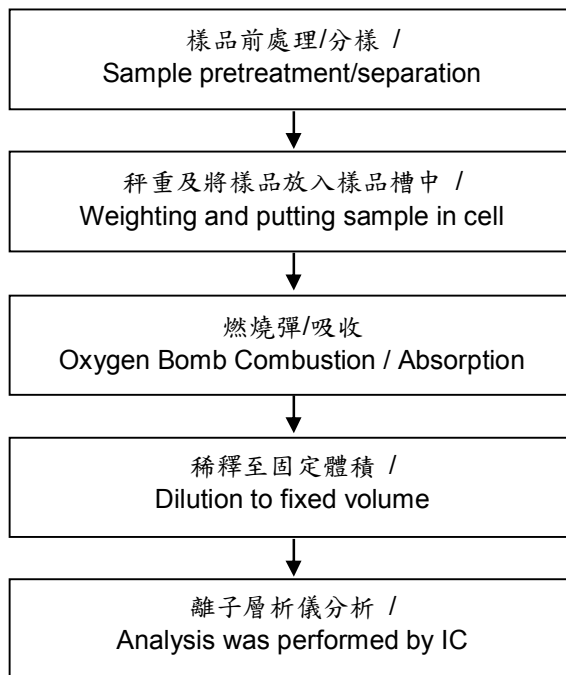 樣品前處理/分樣 /
Sample pretreatment/separation
秤重及將樣品放入樣品槽中 /
Weighting and putting sample in cell
燃燒彈/吸收
Oxygen Bomb Combustion / Absorption
稀釋至固定體積 /
Dilution to fixed volume
離子層析儀分析 /
Analysis was performed by IC